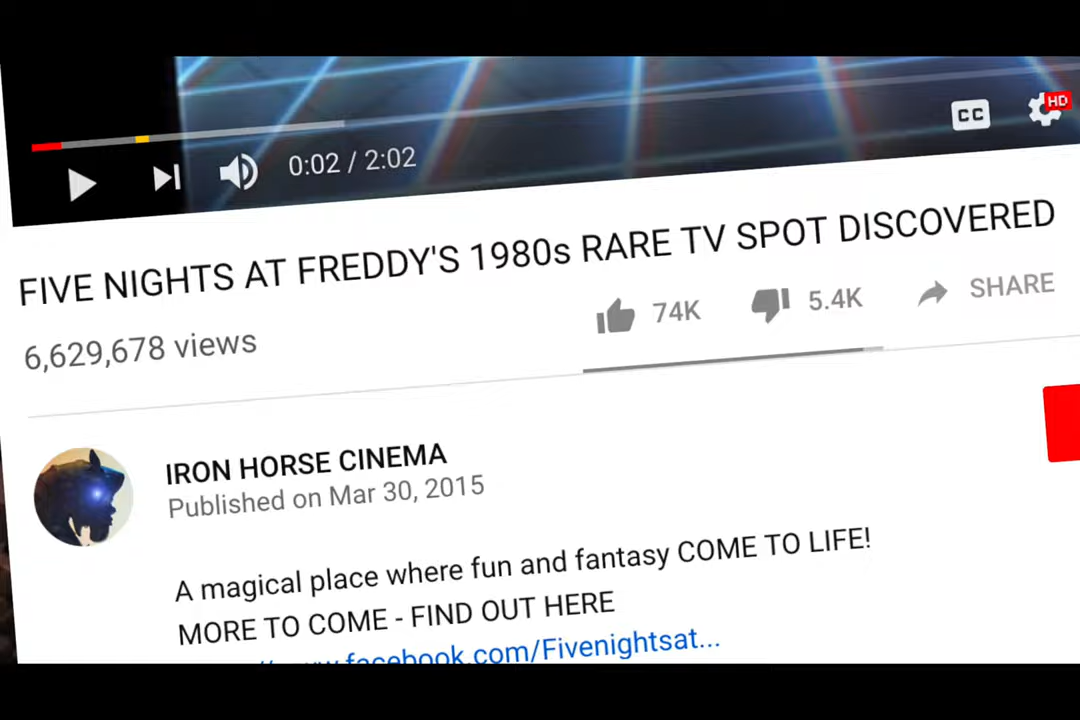 CC HD
0:02 / 2:02
FIVE NIGHTS AT FREDDY'S 1980s RARE TV SPOT DISCOVERED
6,629,678 views
74K 5.4K SHARE
IRON HORSE CINEMA
Published on Mar 30, 2015
A magical place where fun and fantasy COME TO LIFE!
MORE TO COME - FIND OUT HERE
facebook.com/Fivenightsat...